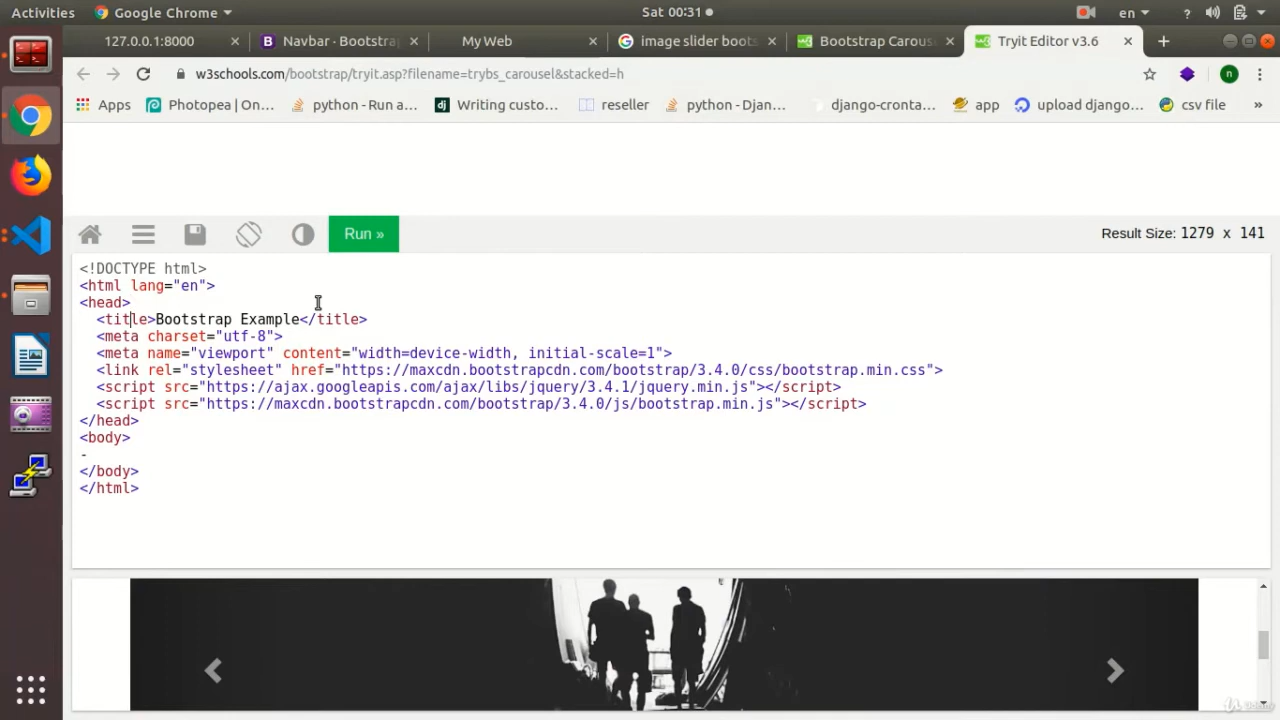 Activities Google Chrome Sat 00:31 en ?
127.0.0.1:8000 Navbar · Bootstrap My Web image slider boots Bootstrap Carous Tryit Editor v3.6
w3schools.com/bootstrap/tryit.asp?filename=trybs_carousel&stacked=h n
Apps Photopea | On... python - Run a... dj Writing custo... reseller python - Djan... django-cronta... app upload django... csv file »
Run » Result Size: 1279 x 141
<!DOCTYPE html>
<html lang="en">
<head>
<title>Bootstrap Example</title>
<meta charset="utf-8">
<meta name="viewport" content="width=device-width, initial-scale=1">
<link rel="stylesheet" href="https://maxcdn.bootstrapcdn.com/bootstrap/3.4.0/css/bootstrap.min.css">
<script src="https://ajax.googleapis.com/ajax/libs/jquery/3.4.1/jquery.min.js"></script>
<script src="https://maxcdn.bootstrapcdn.com/bootstrap/3.4.0/js/bootstrap.min.js"></script>
</head>
<body>
-
</body>
</html>